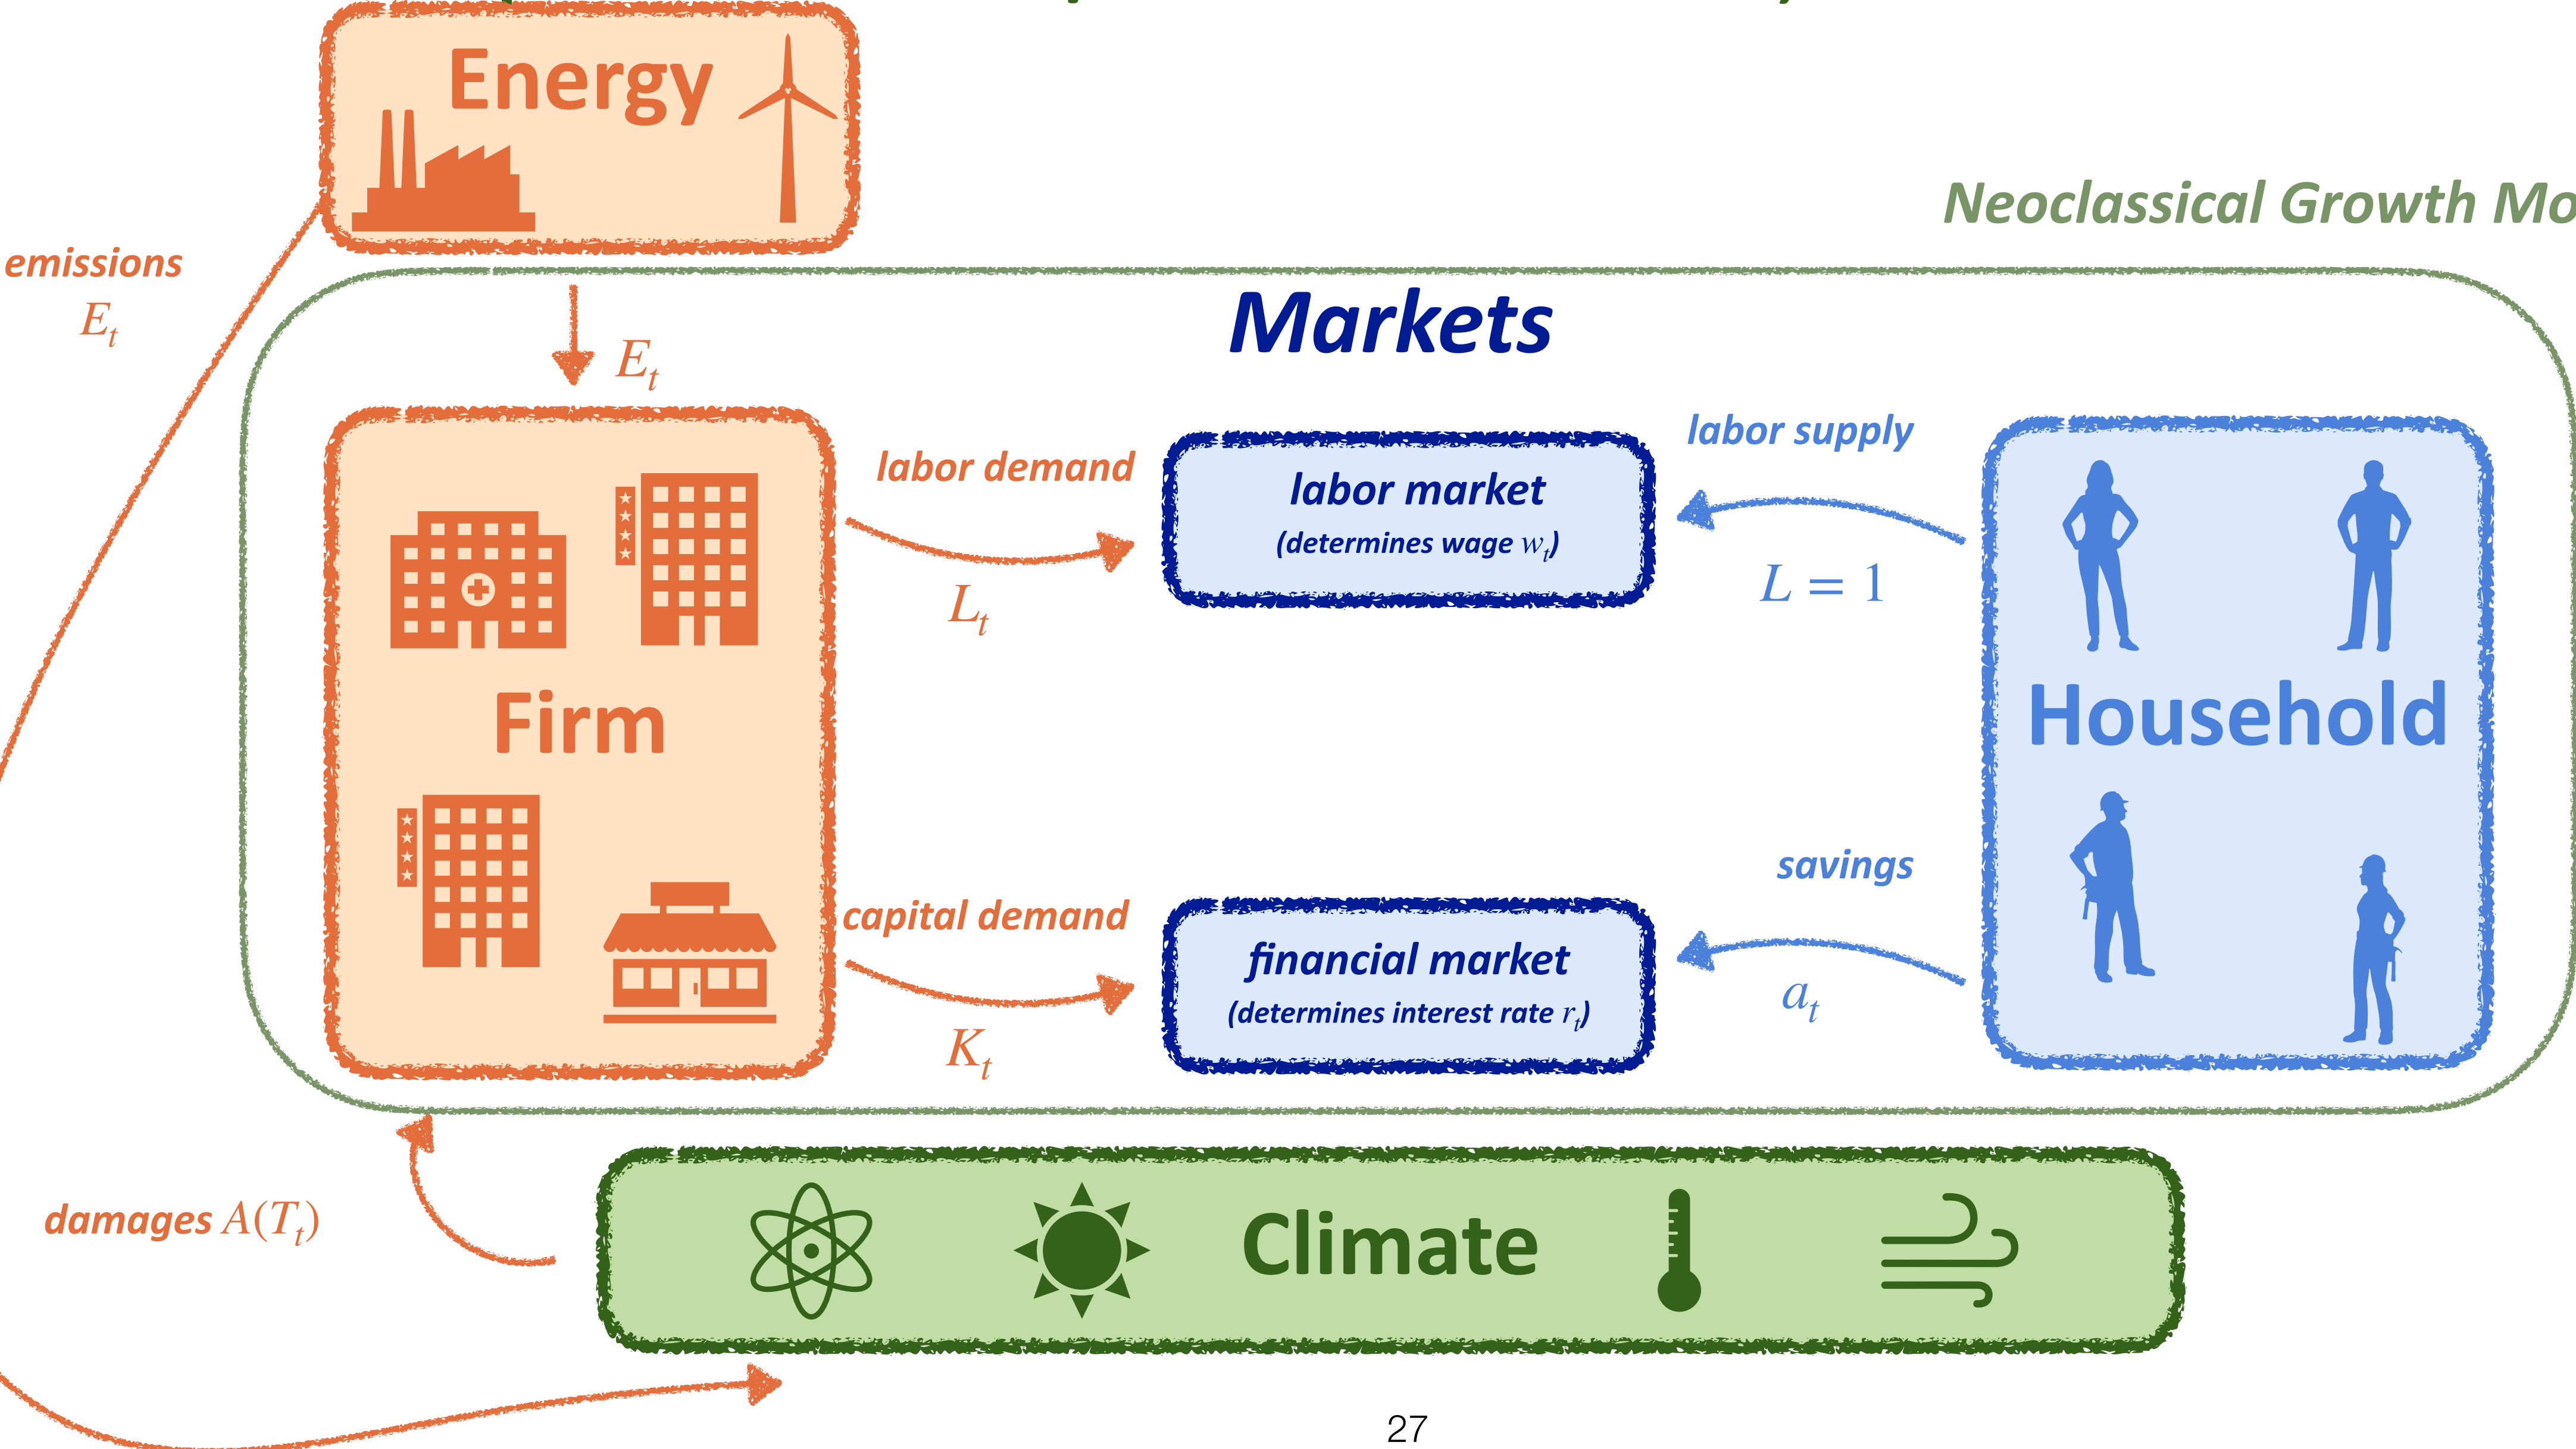 Energy
Neoclassical Growth Mo
emissions
E_t
Markets
E_t
labor demand
labor supply
labor market
(determines wage w_t)
L = 1
L_t
Firm
Household
savings
capital demand
financial market
(determines interest rate r_t)
a_t
K_t
damages A(T_t)
Climate
27